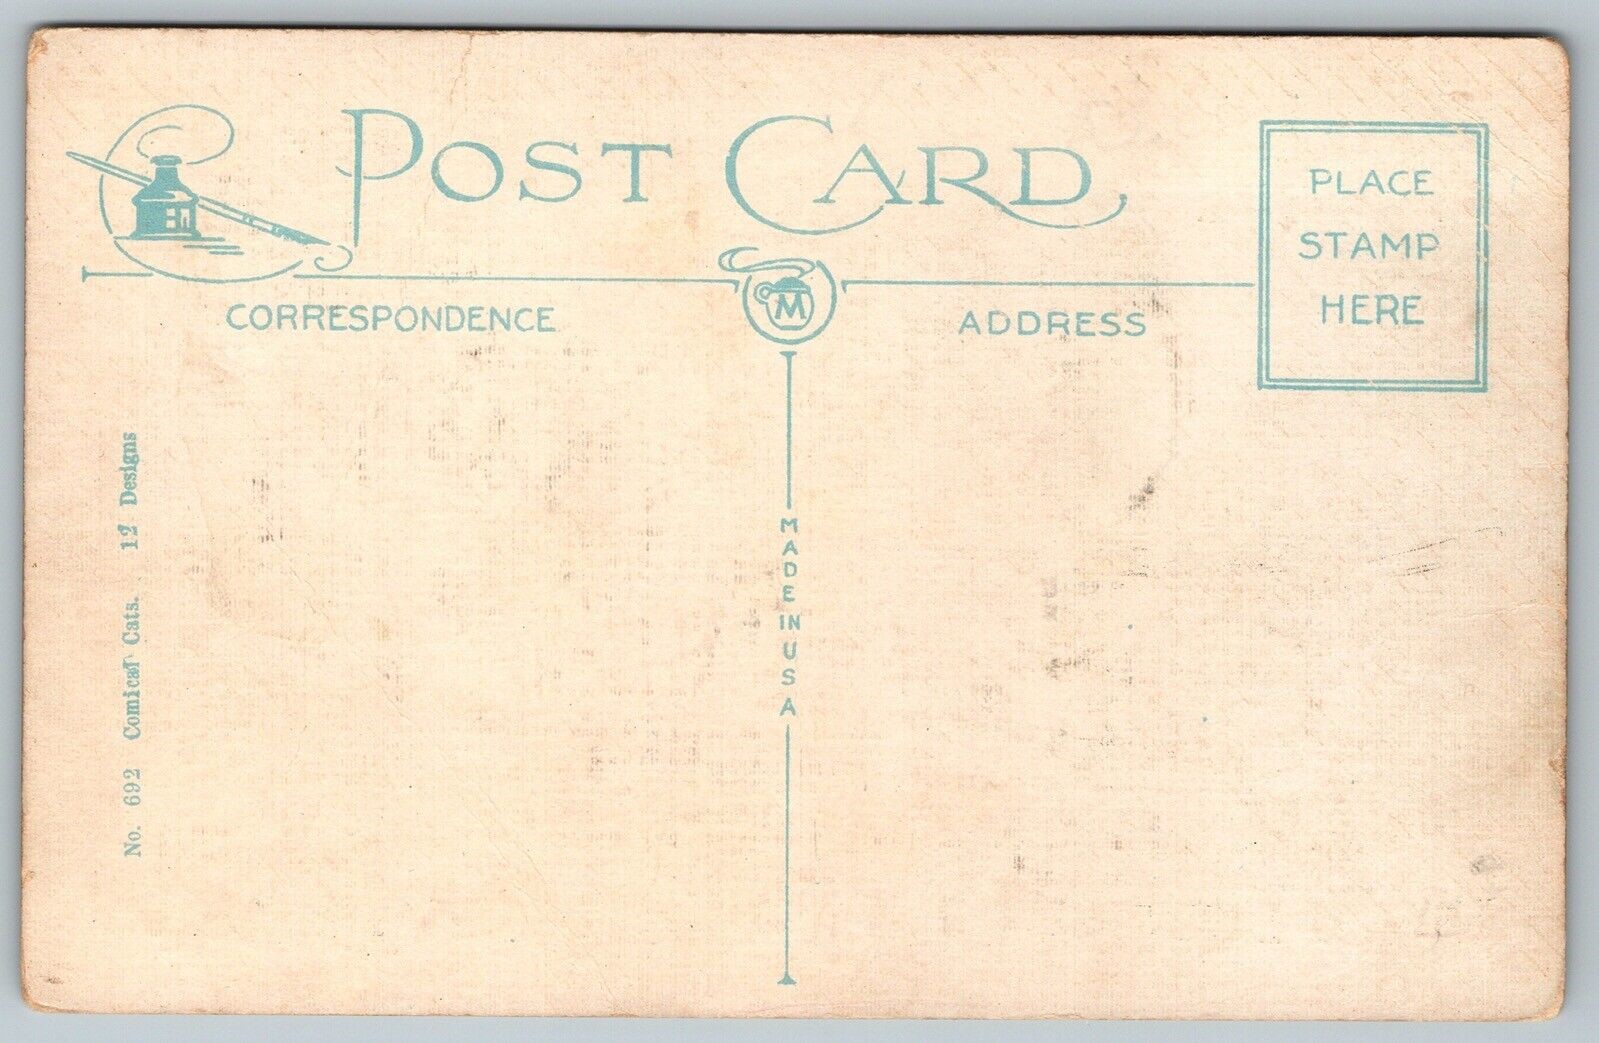 POST CARD
PLACE
STAMP
HERE
M
CORRESPONDENCE
ADDRESS
No. 692 Comical Cats. 12 Designs
MADE IN USA